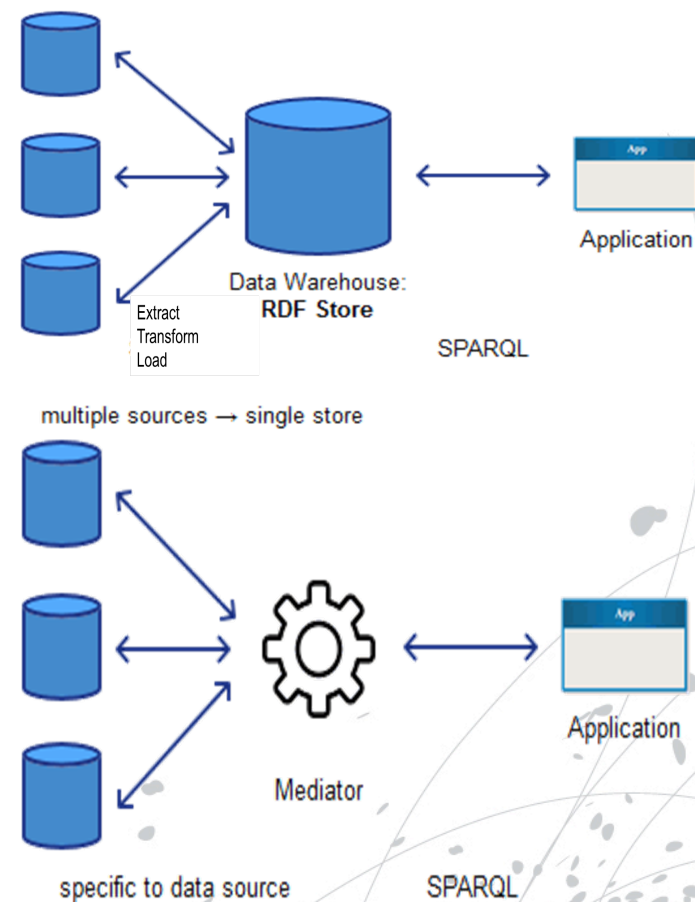 App
Application
Data Warehouse:
RDF Store
Extract
Transform
Load
SPARQL
multiple sources → single store
App
Application
Mediator
specific to data source
SPARQL